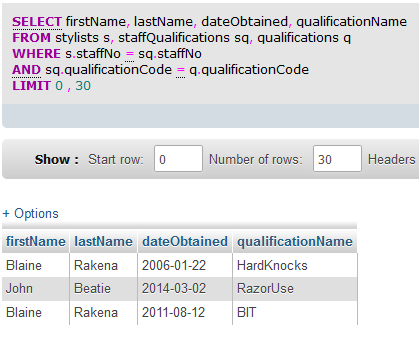 SELECT firstName, lastName, dateObtained, qualificationName
FROM stylists s, staffQualifications sq, qualifications q
WHERE s.staffNo = sq.staffNo
AND sq.qualificationCode = q.qualificationCode
LIMIT 0 , 30
Show : Start row: 0 Number of rows: 30 Headers
+ Options
firstName lastName dateObtained qualificationName
Blaine Rakena 2006-01-22 HardKnocks
John Beatie 2014-03-02 RazorUse
Blaine Rakena 2011-08-12 BIT